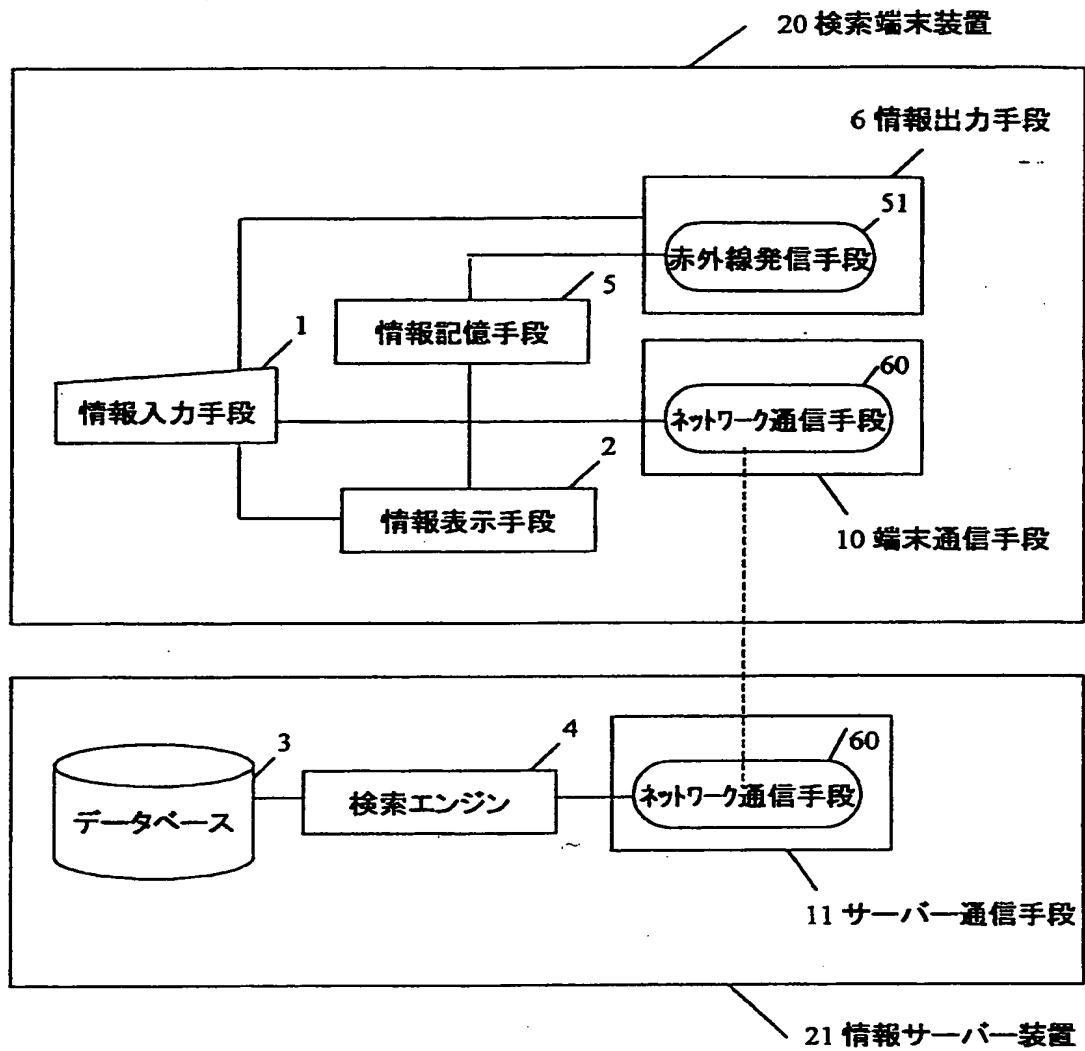 20 検索端末装置
6 情報出力手段
51
赤外線発信手段
5
情報記憶手段
1
情報入力手段
60
ネットワーク通信手段
2
情報表示手段
10 端末通信手段
3
データベース
4
検索エンジン
60
ネットワーク通信手段
11 サーバー通信手段
21 情報サーバー装置